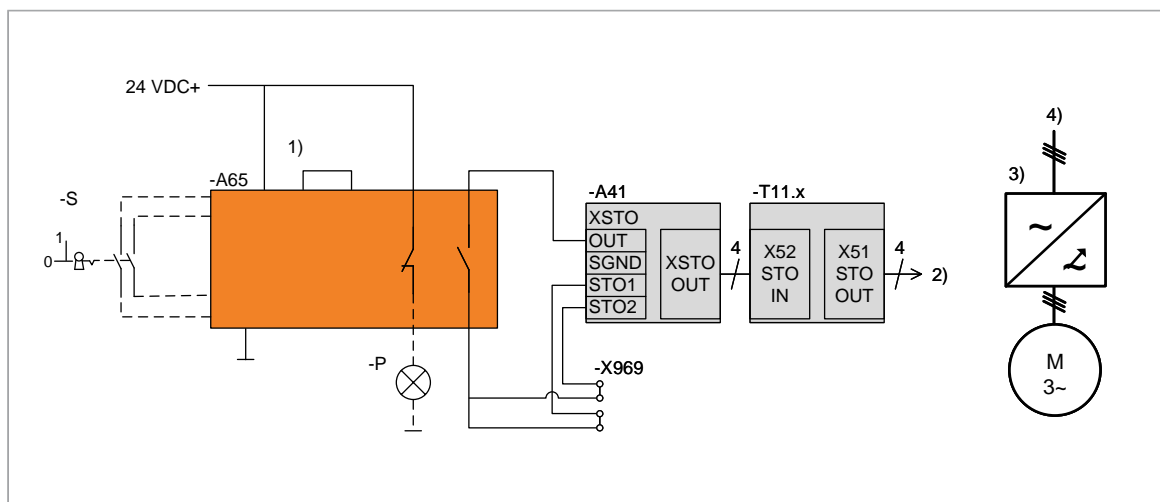 24 VDC+
1)
-A65
-S
1
0
-P
-A41
XSTO
OUT
SGND
STO1
STO2
XSTO
OUT
4
-T11.x
X52
STO
IN
X51
STO
OUT
4
2)
-X969
4)
3)
~
M
3~